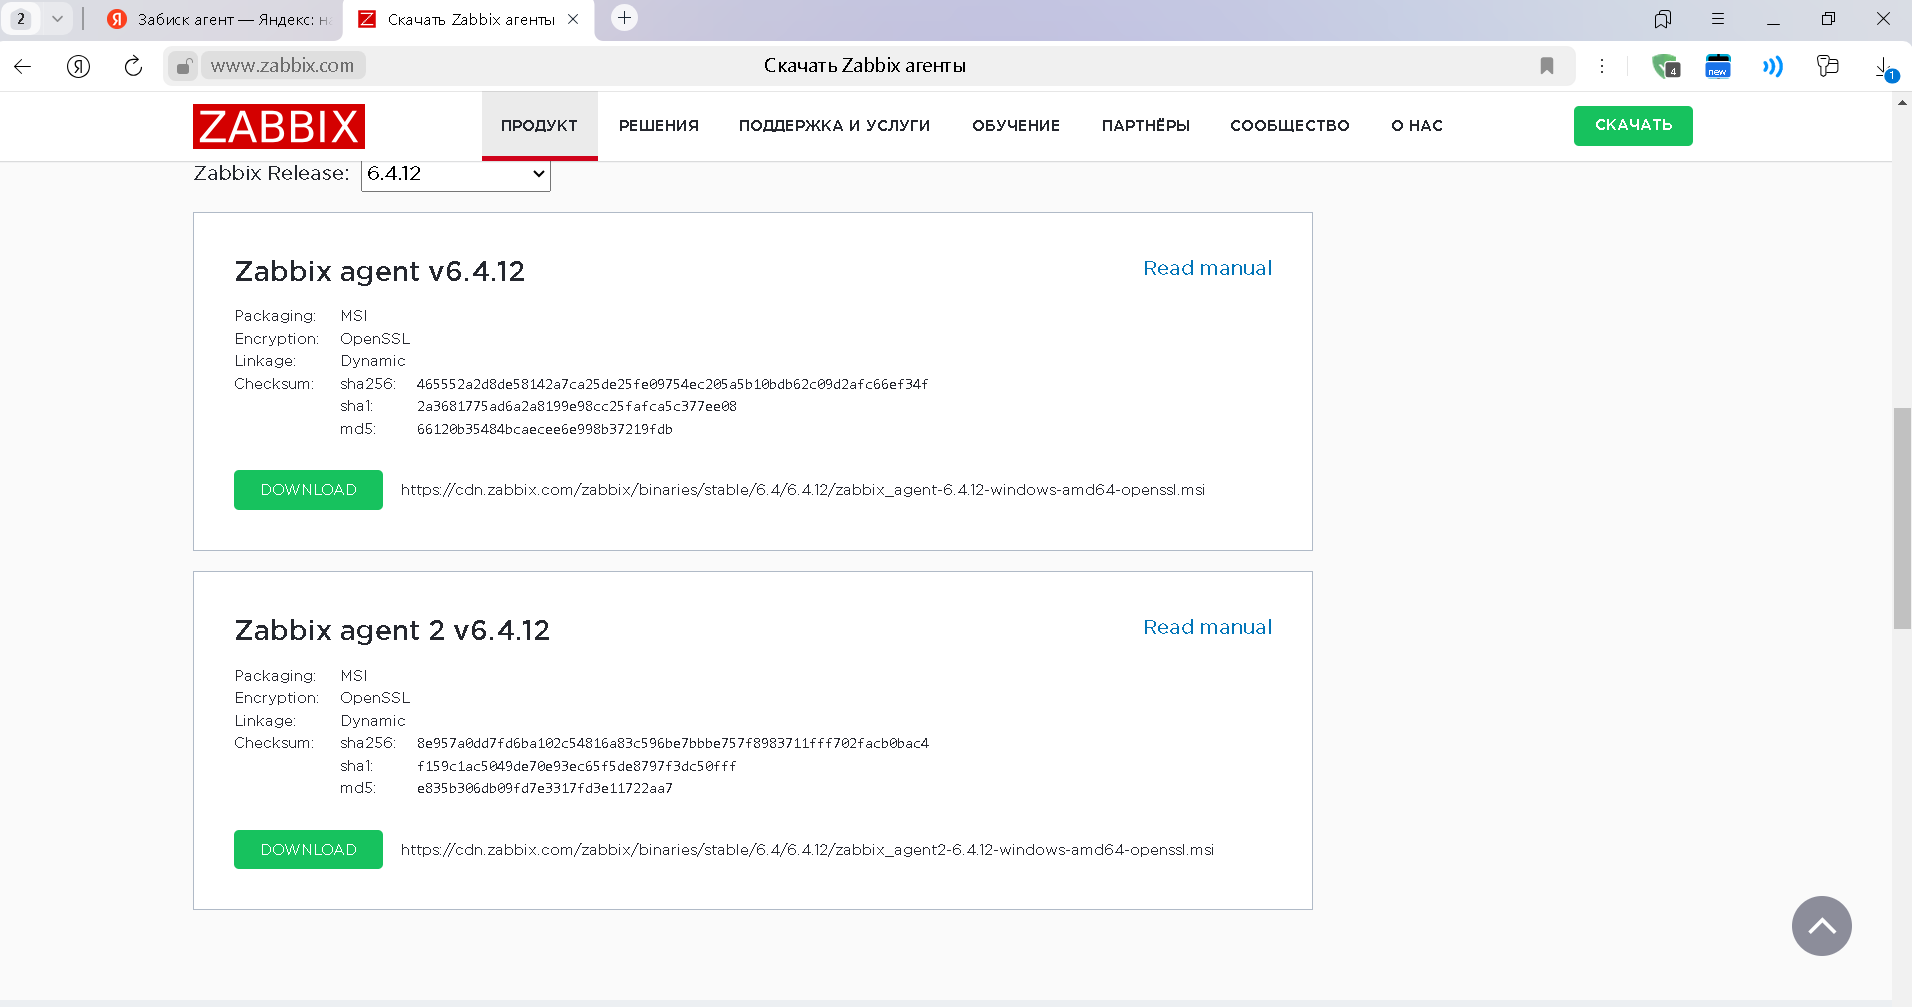 2
Забиск агент — Яндекс: на
Скачать Zabbix агенты
www.zabbix.com
Скачать Zabbix агенты
4
new
1
ZABBIX
ПРОДУКТ
РЕШЕНИЯ
ПОДДЕРЖКА И УСЛУГИ
ОБУЧЕНИЕ
ПАРТНЁРЫ
СООБЩЕСТВО
О НАС
СКАЧАТЬ
Zabbix Release: 6.4.12
Zabbix agent v6.4.12
Read manual
Packaging: MSI
Encryption: OpenSSL
Linkage: Dynamic
Checksum: sha256: 465552a2d8de58142a7ca25de25fe09754ec205a5b10bdb62c09d2afc66ef34f
sha1: 2a3681775ad6a2a8199e98cc25fafca5c377ee08
md5: 66120b35484bcaecee6e998b37219fdb
DOWNLOAD https://cdn.zabbix.com/zabbix/binaries/stable/6.4/6.4.12/zabbix_agent-6.4.12-windows-amd64-openssl.msi
Zabbix agent 2 v6.4.12
Read manual
Packaging: MSI
Encryption: OpenSSL
Linkage: Dynamic
Checksum: sha256: 8e957a0dd7fd6ba102c54816a83c596be7bbbe757f8983711fff702facb0bac4
sha1: f159c1ac5049de70e93ec65f5de8797f3dc50fff
md5: e835b306db09fd7e3317fd3e11722aa7
DOWNLOAD https://cdn.zabbix.com/zabbix/binaries/stable/6.4/6.4.12/zabbix_agent2-6.4.12-windows-amd64-openssl.msi